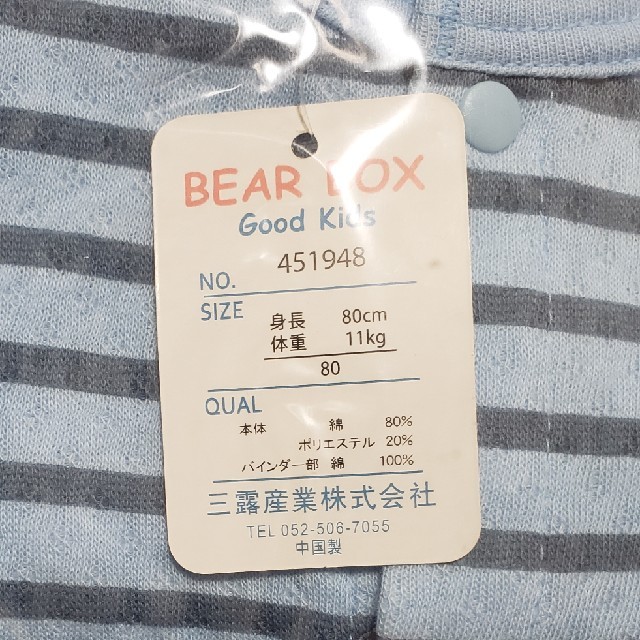 BEAR BOX
Good Kids
NO. 451948
SIZE
身長 80cm
体重 11kg
80
QUAL
本体 綿 80%
ポリエステル 20%
バインダー部 綿 100%
三露産業株式会社
TEL 052-506-7055
中国製